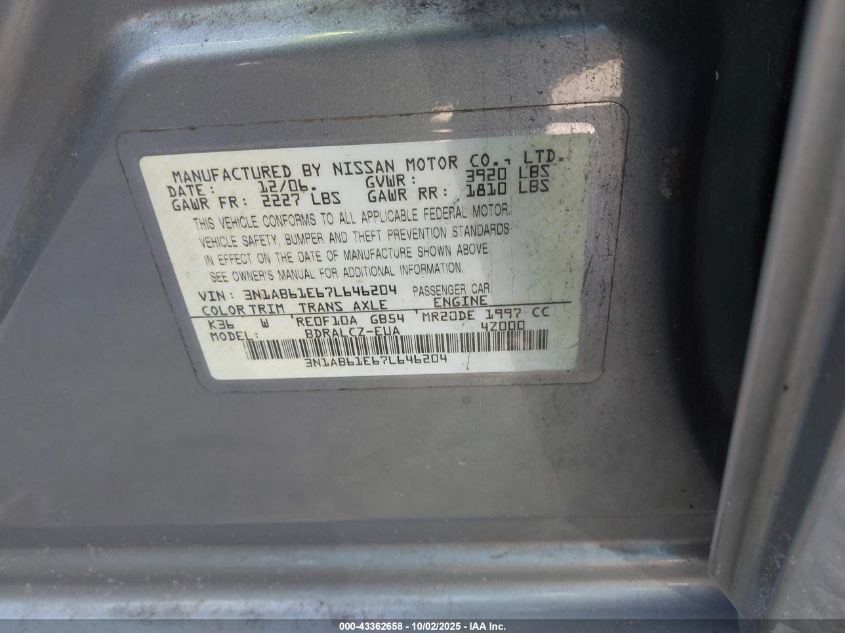 MANUFACTURED BY NISSAN MOTOR CO., LTD.
DATE: 12/06. GVWR: 3920 LBS
GAWR FR: 2227 LBS GAWR RR: 1810 LBS
THIS VEHICLE CONFORMS TO ALL APPLICABLE FEDERAL MOTOR
VEHICLE SAFETY, BUMPER AND THEFT PREVENTION STANDARDS
IN EFFECT ON THE DATE OF MANUFACTURE SHOWN ABOVE.
SEE OWNER'S MANUAL FOR ADDITIONAL INFORMATION.
VIN: 3N1AB61E67L646204 PASSENGER CAR
COLOR TRIM TRANS AXLE ENGINE
K36 W RE0F10A GB54 MR20DE 1997 CC
MODEL: BDRALCZ-EUA 4Z000
3N1AB61E67L646204
000-43362658 - 10/02/2025 - IAA Inc.